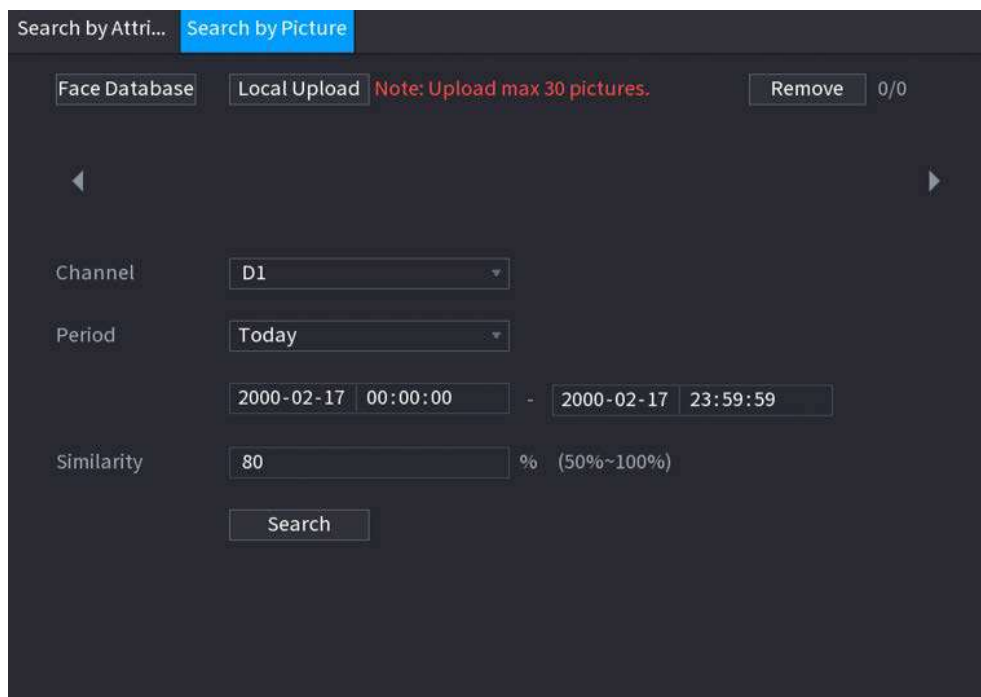 Search by Attri... Search by Picture
Face Database Local Upload Note: Upload max 30 pictures. Remove 0/0
Channel D1
Period Today
2000-02-17 00:00:00 - 2000-02-17 23:59:59
Similarity 80 % (50%~100%)
Search